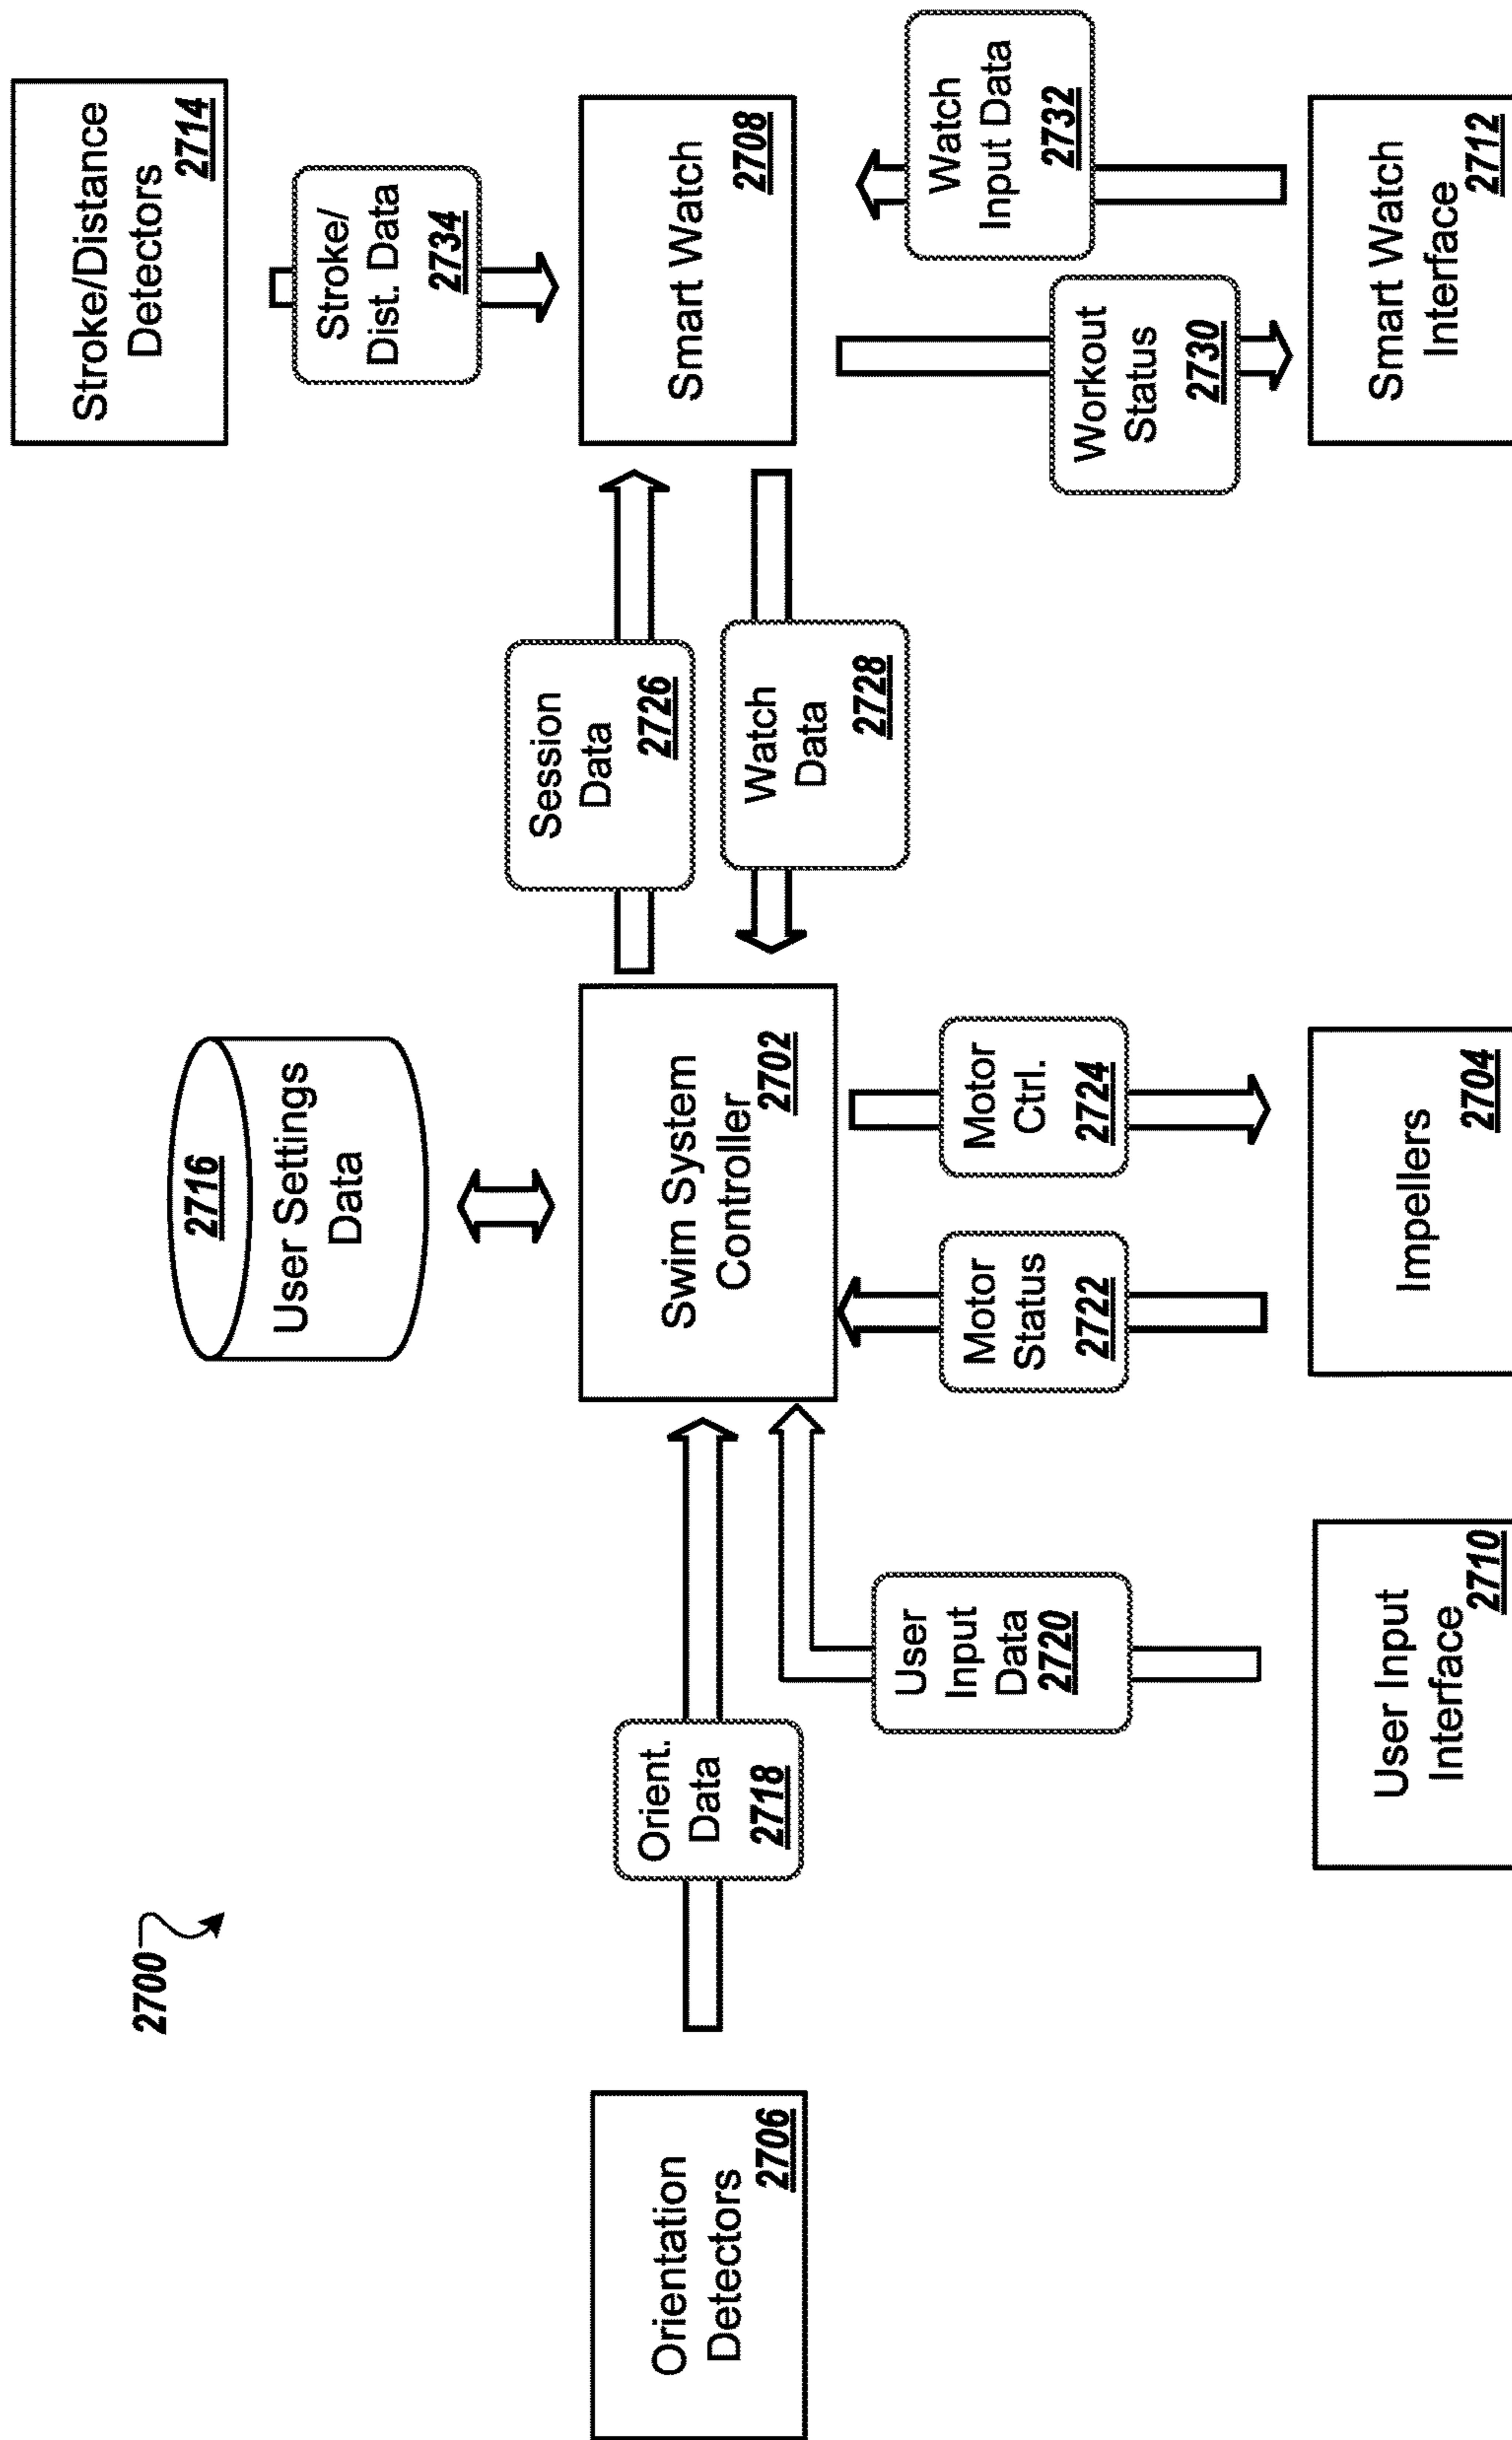 2700
2716
User Settings
Data
Stroke/Distance
Detectors
2714
Stroke/
Dist. Data
2734
Orientation
Detectors
2706
Orient.
Data
2718
Swim System
Controller
2702
Session
Data
2726
Watch
Data
2728
Smart Watch
2708
User
Input
Data
2720
Motor
Status
2722
Motor
Ctrl.
2724
Workout
Status
2730
Watch
Input Data
2732
User Input
Interface
2710
Impellers
2704
Smart Watch
Interface
2712